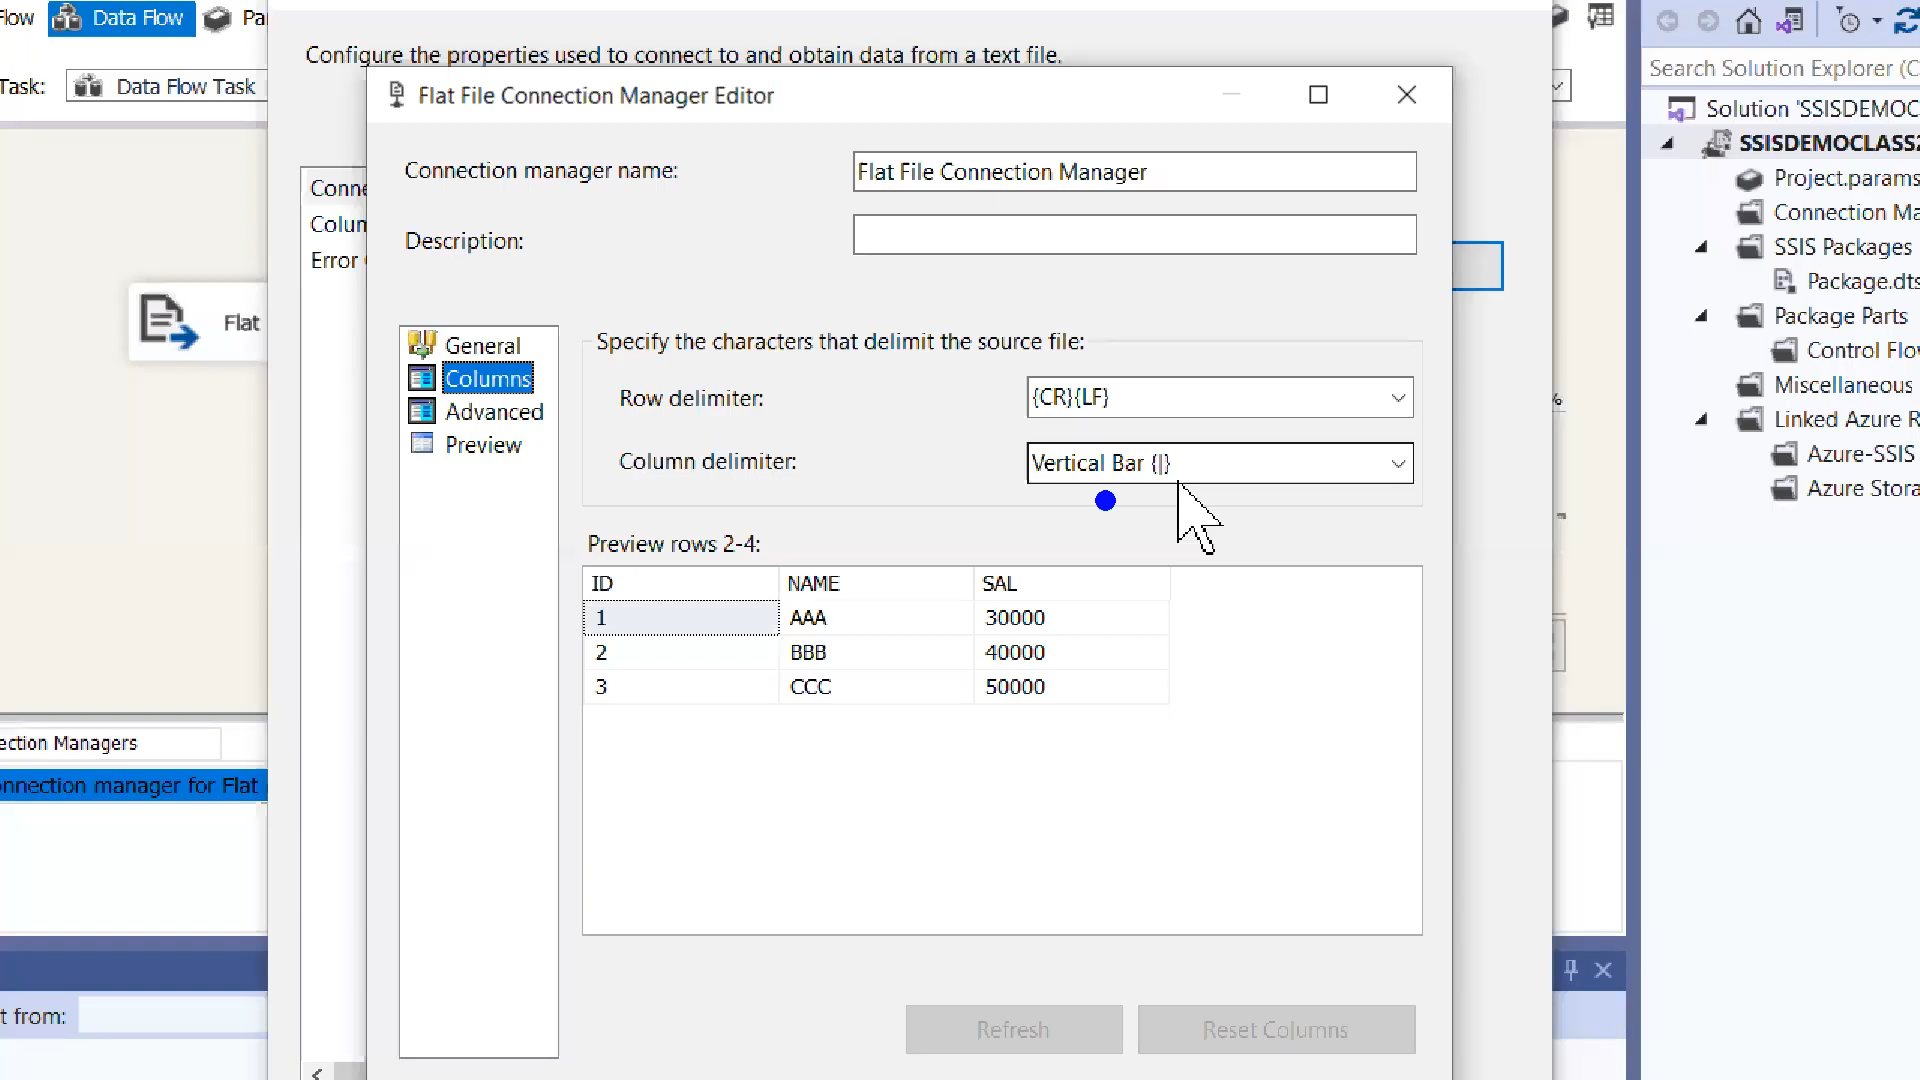 Flow
Data Flow
Par
Configure the properties used to connect to and obtain data from a text file.
Search Solution Explorer (C
Task:
Data Flow Task
Flat File Connection Manager Editor
Solution 'SSISDEMOC
SSISDEMOCLASS2
Connection manager name:
Flat File Connection Manager
Project.params
Conne
Connection Ma
Colun
Description:
SSIS Packages
Error
Package.dts
Flat
Package Parts
General
Specify the characters that delimit the source file:
Control Flo
Columns
Row delimiter:
{CR}{LF}
Miscellaneous
Advanced
%
Linked Azure R
Preview
Column delimiter:
Vertical Bar {|}
Azure-SSIS
Azure Stora
Preview rows 2-4:
ID NAME SAL
1 AAA 30000
2 BBB 40000
3 CCC 50000
ection Managers
onnection manager for Flat
t from:
Refresh
Reset Columns